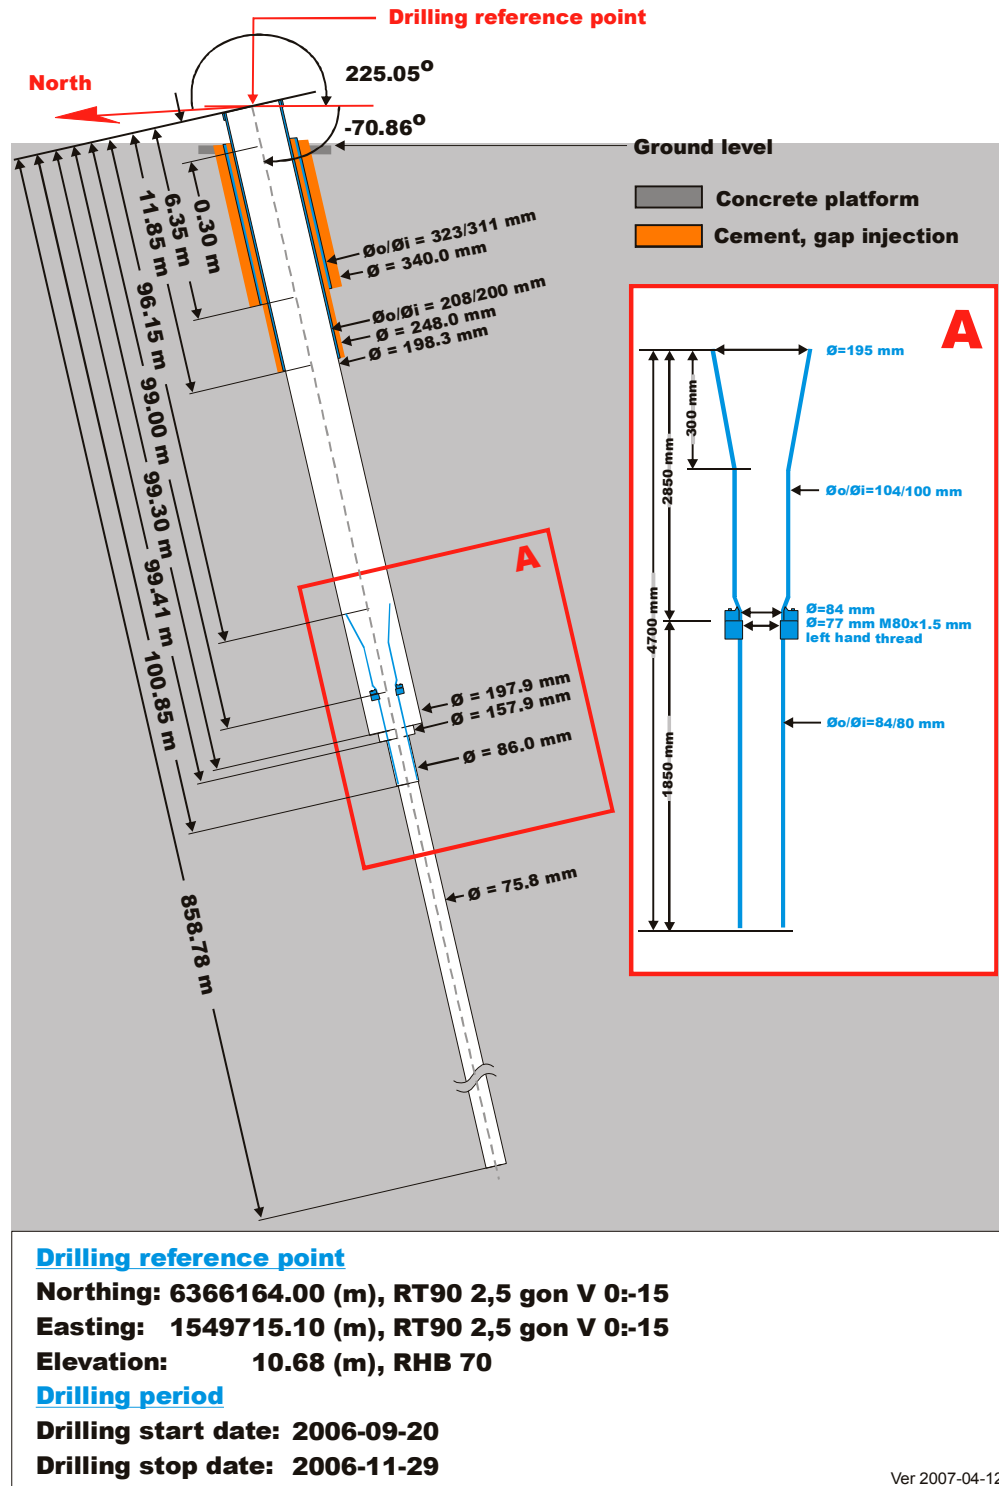 Drilling reference point
225.05°
North
-70.86°
Ground level
Concrete platform
Cement, gap injection
0.30 m
6.35 m
11.85 m
96.15 m
99.00 m
99.30 m
99.41 m
100.85 m
858.78 m
Øo/Øi = 323/311 mm
Ø = 340.0 mm
Øo/Øi = 208/200 mm
Ø = 248.0 mm
Ø = 198.3 mm
A
Ø = 197.9 mm
Ø = 157.9 mm
Ø = 86.0 mm
Ø = 75.8 mm
A
Ø=195 mm
300 mm
2850 mm
Øo/Øi=104/100 mm
4700 mm
Ø=84 mm
Ø=77 mm M80x1.5 mm
left hand thread
Øo/Øi=84/80 mm
1850 mm
Drilling reference point
Northing: 6366164.00 (m), RT90 2,5 gon V 0:-15
Easting: 1549715.10 (m), RT90 2,5 gon V 0:-15
Elevation: 10.68 (m), RHB 70
Drilling period
Drilling start date: 2006-09-20
Drilling stop date: 2006-11-29
Ver 2007-04-12